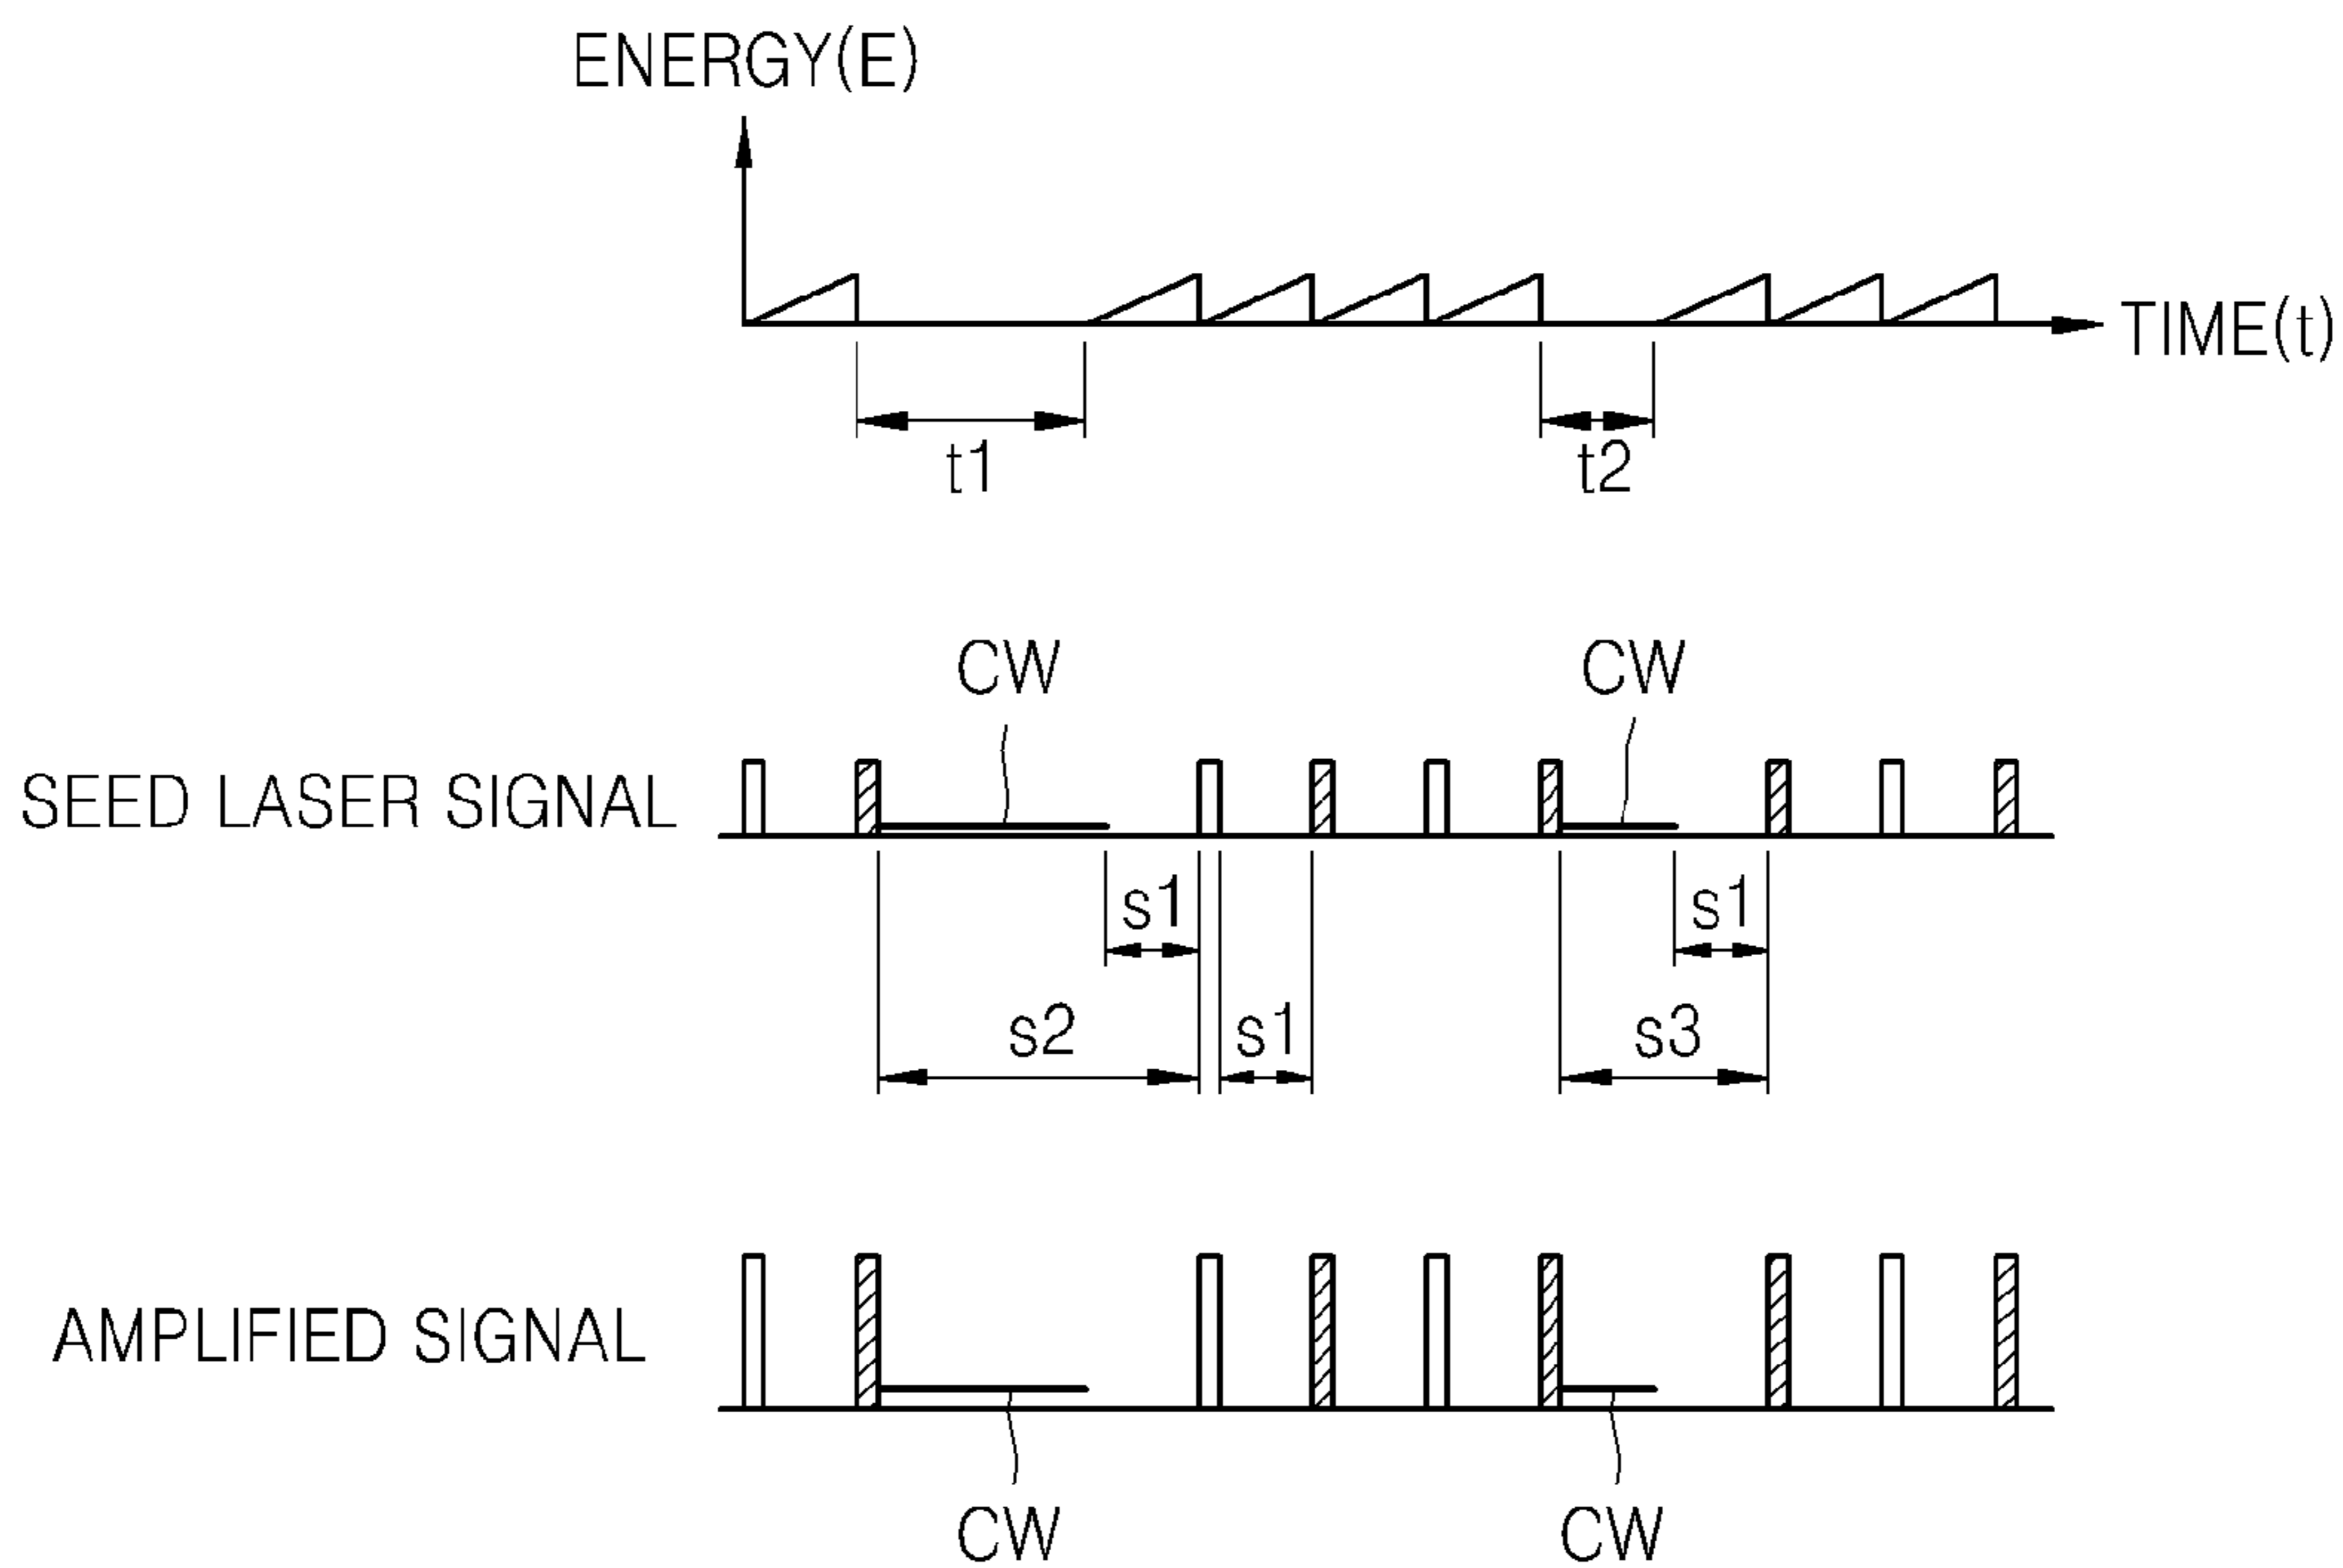 ENERGY(E)
TIME(t)
t1
t2
CW
CW
SEED LASER SIGNAL
s1
s1
s2
s1
s3
AMPLIFIED SIGNAL
CW
CW